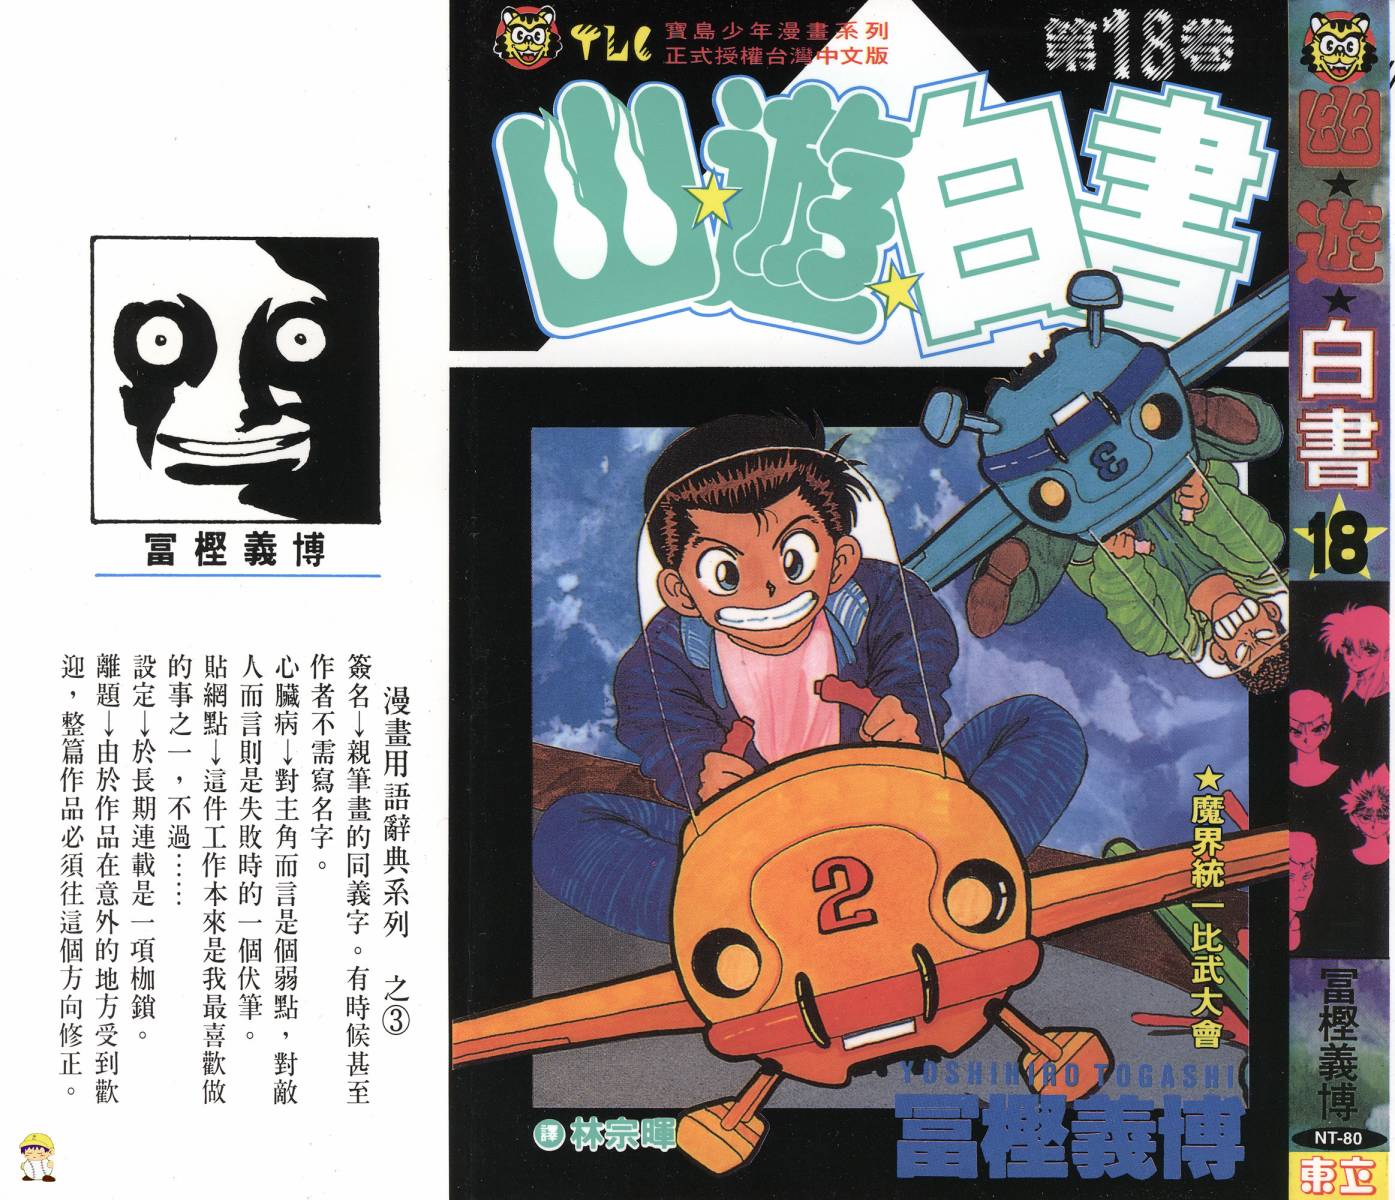 TLC
寶島少年漫畫系列
正式授權台灣中文版
第18卷
幽★遊★白書
★魔界統一比武大會
3
2
YOSHIHIRO TOGASHI
冨樫義博
譯 林宗暉
幽★遊★白書
18
冨樫義博
NT-80
東立
冨樫義博
漫畫用語辭典系列 之③
簽名→親筆畫的同義字。有時候甚至
作者不需寫名字。
心臟病→對主角而言是個弱點，對敵
人而言則是失敗時的一個伏筆。
貼網點→這件工作本來是我最喜歡做
的事之一，不過……
設定→於長期連載是一項枷鎖。
離題→由於作品在意外的地方受到歡
迎，整篇作品必須往這個方向修正。